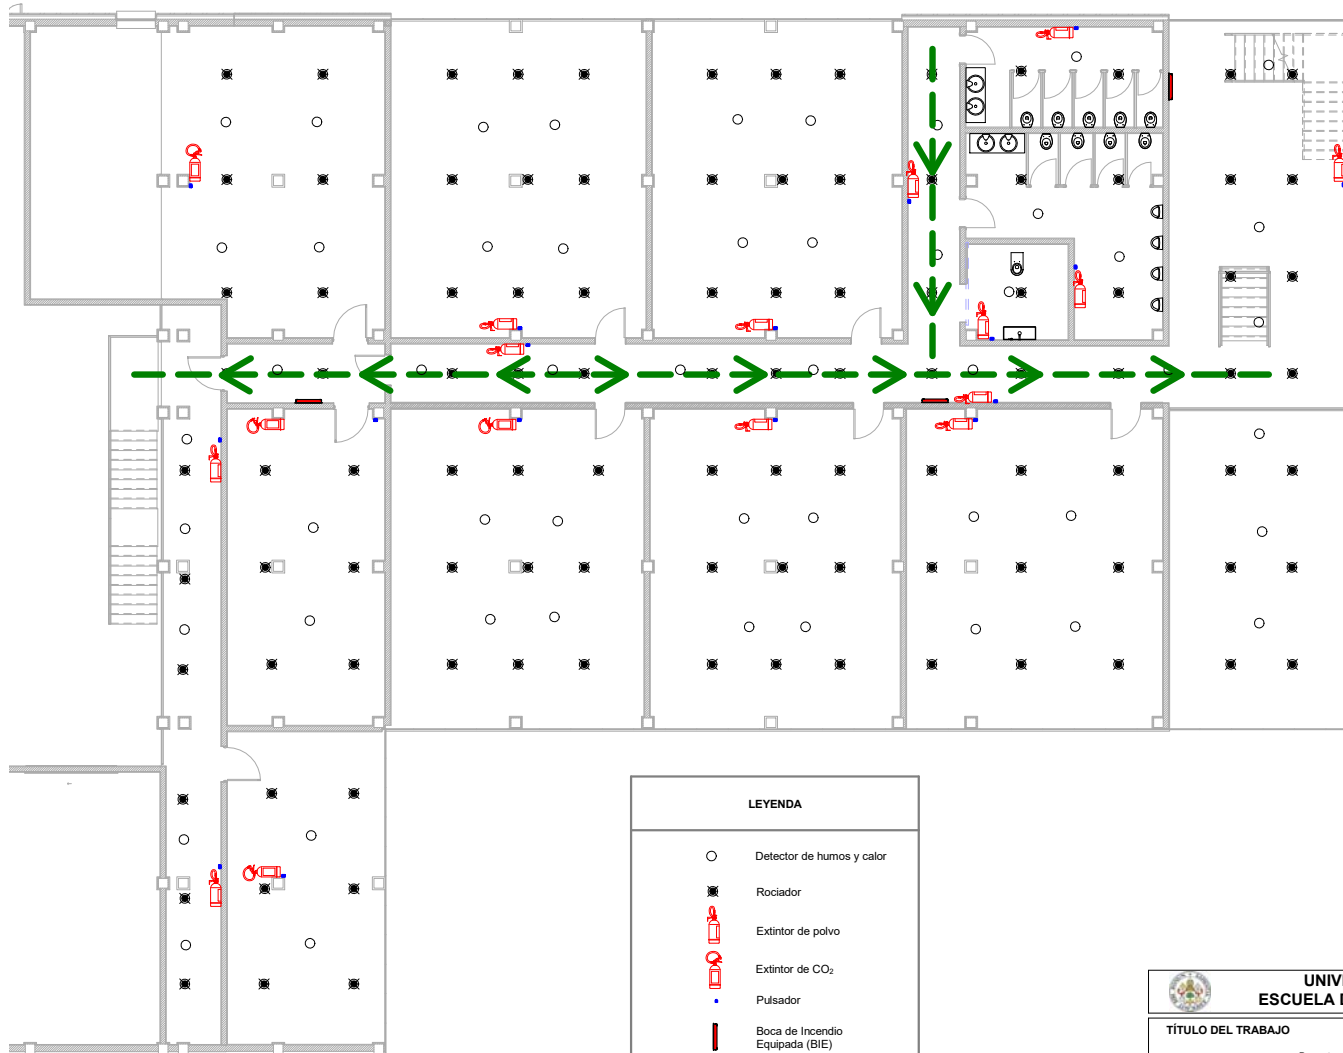 LEYENDA
Detector de humos y calor
Rociador
Extintor de polvo
Extintor de CO₂
Pulsador
Boca de Incendio
Equipada (BIE)
UNIVE
ESCUELA D
TÍTULO DEL TRABAJO